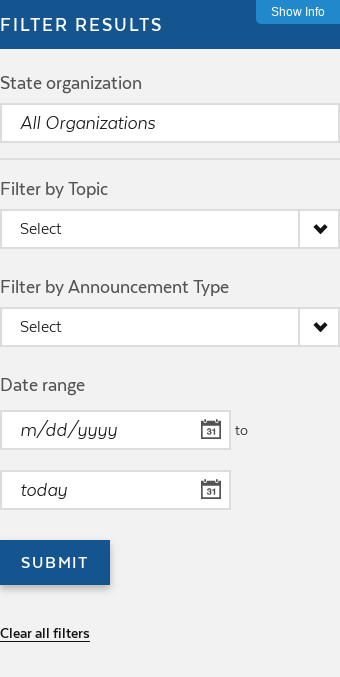 Show Info
FILTER RESULTS
State organization
All Organizations
Filter by Topic
Select
Filter by Announcement Type
Select
Date range
m/dd/yyyy
31
to
today
31
SUBMIT
Clear all filters